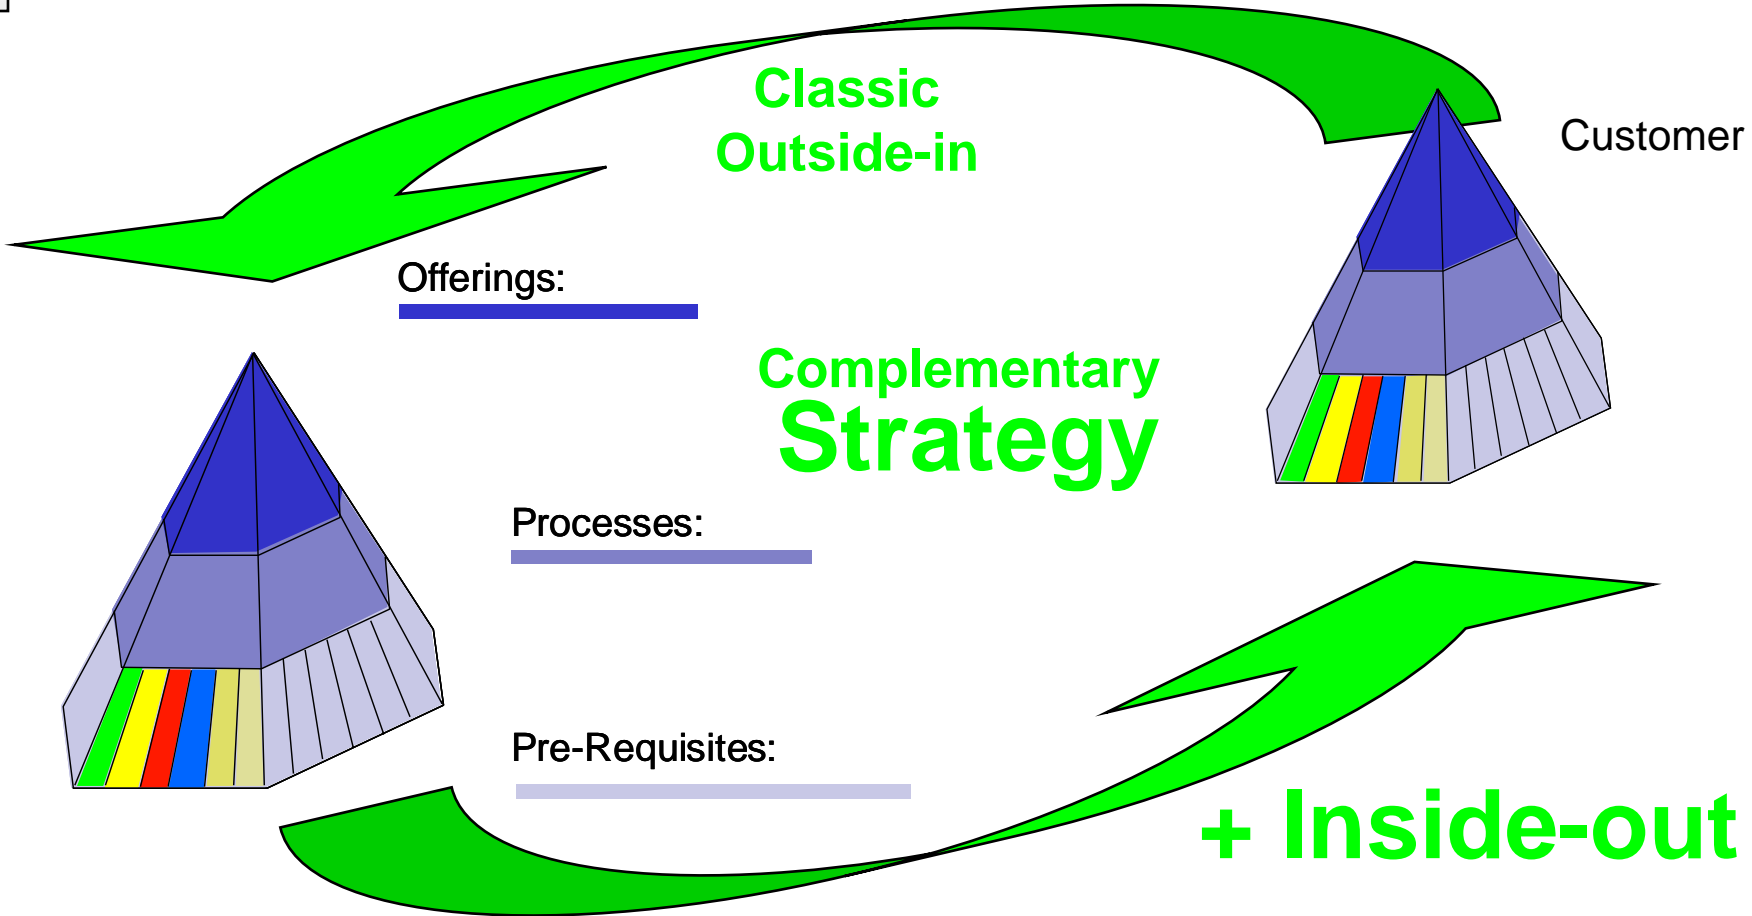 Classic
Outside-in
Customer
Offerings:
Complementary
Strategy
Processes:
Pre-Requisites:
+ Inside-out